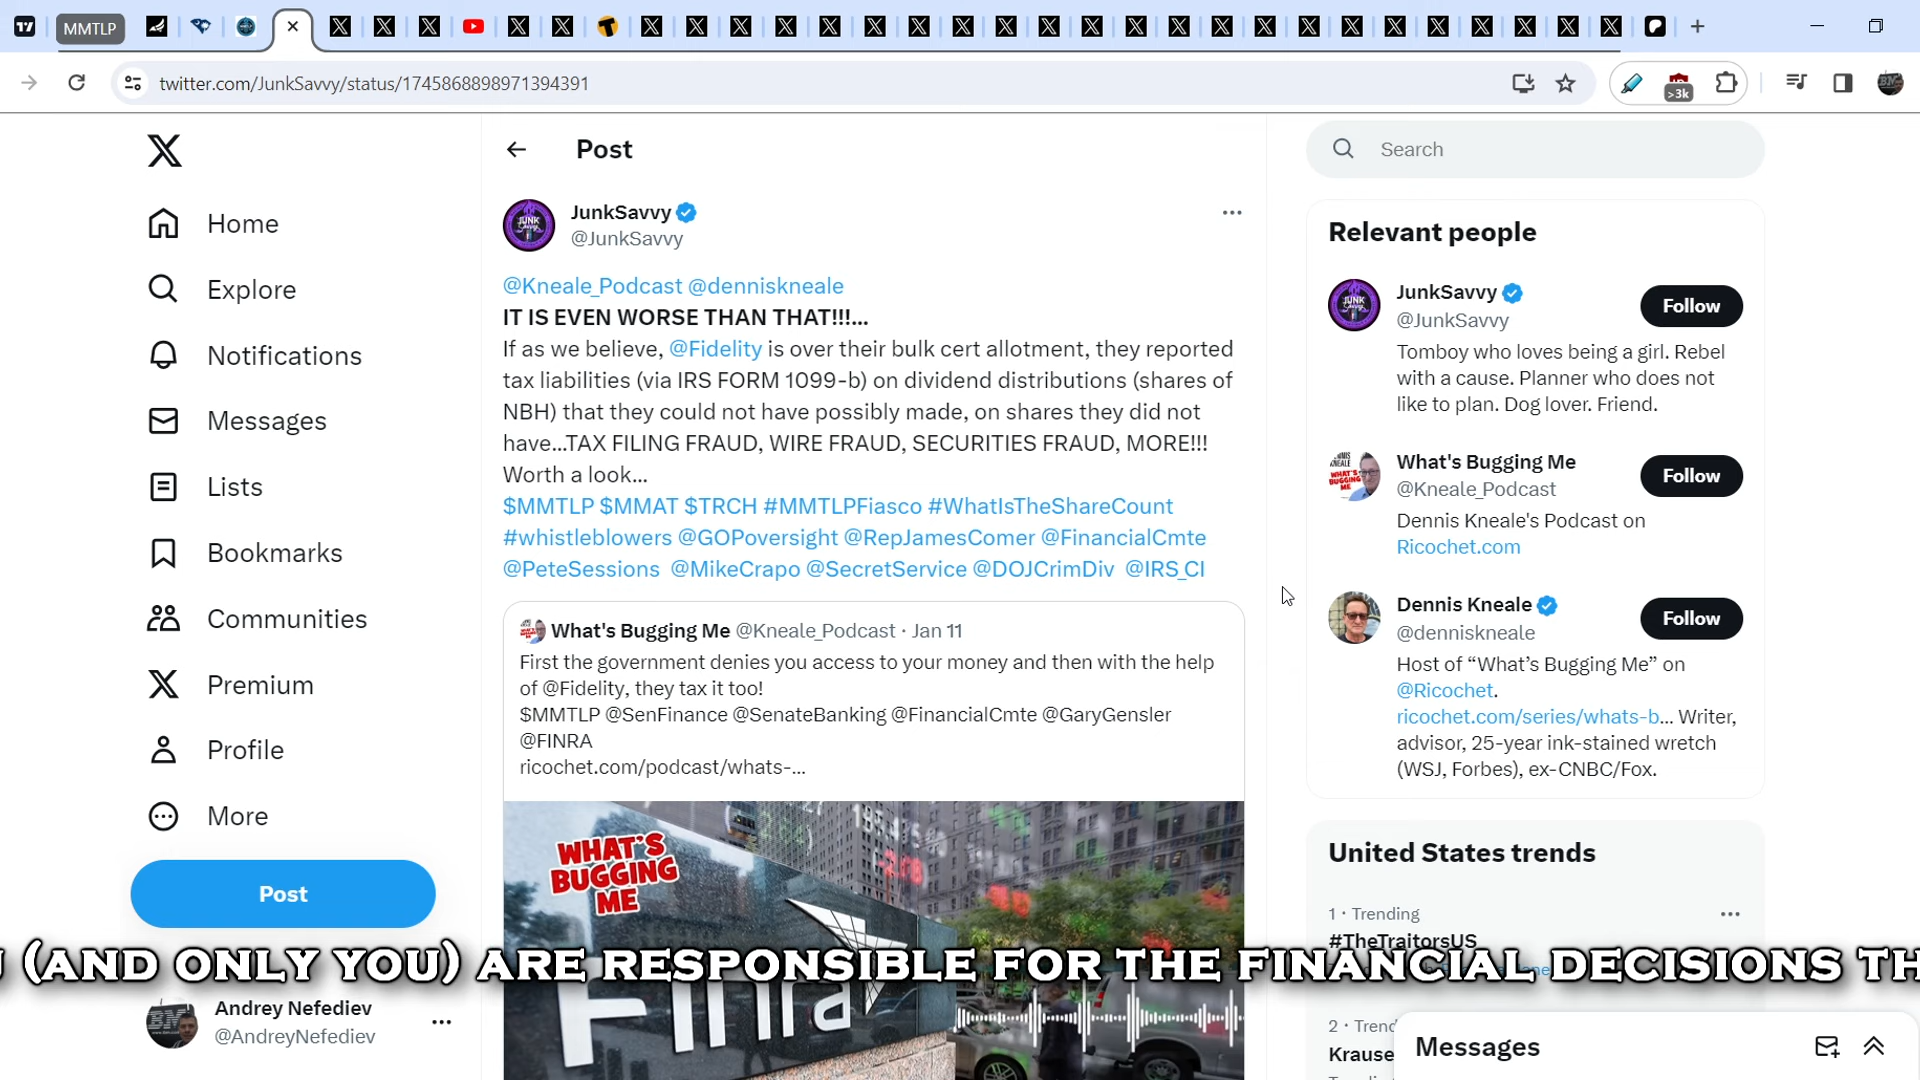 MMTLP
twitter.com/JunkSavvy/status/1745868898971394391
>3k
Home
Explore
Notifications
Messages
Lists
Bookmarks
Communities
Premium
Profile
More
Post
Andrey Nefediev
@AndreyNefediev
Post
JunkSavvy
@JunkSavvy
@Kneale_Podcast @denniskneale
IT IS EVEN WORSE THAN THAT!!!...
If as we believe, @Fidelity is over their bulk cert allotment, they reported
tax liabilities (via IRS FORM 1099-b) on dividend distributions (shares of
NBH) that they could not have possibly made, on shares they did not
have...TAX FILING FRAUD, WIRE FRAUD, SECURITIES FRAUD, MORE!!!
Worth a look...
$MMTLP $MMAT $TRCH #MMTLPFiasco #WhatIsTheShareCount
#whistleblowers @GOPoversight @RepJamesComer @FinancialCmte
@PeteSessions @MikeCrapo @SecretService @DOJCrimDiv @IRS_CI
What's Bugging Me @Kneale_Podcast · Jan 11
First the government denies you access to your money and then with the help
of @Fidelity, they tax it too!
$MMTLP @SenFinance @SenateBanking @FinancialCmte @GaryGensler
@FINRA
ricochet.com/podcast/whats-...
WHAT'S
BUGGING
ME
Finra
(AND ONLY YOU) ARE RESPONSIBLE FOR THE FINANCIAL DECISIONS TH
Search
Relevant people
JunkSavvy
@JunkSavvy
Follow
Tomboy who loves being a girl. Rebel
with a cause. Planner who does not
like to plan. Dog lover. Friend.
What's Bugging Me
@Kneale_Podcast
Follow
Dennis Kneale's Podcast on
Ricochet.com
Dennis Kneale
@denniskneale
Follow
Host of “What’s Bugging Me” on
@Ricochet.
ricochet.com/series/whats-b... Writer,
advisor, 25-year ink-stained wretch
(WSJ, Forbes), ex-CNBC/Fox.
United States trends
1 · Trending
#TheTraitorsUS
2 · Trend
Krause
Messages